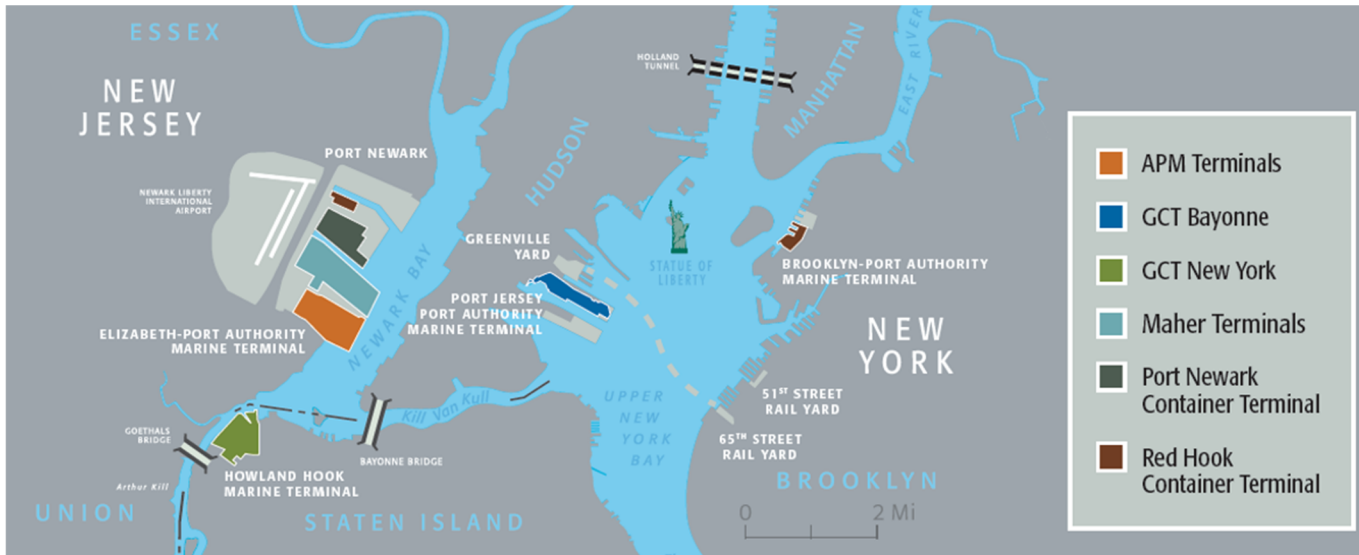 ESSEX
NEW
JERSEY
PORT NEWARK
NEWARK LIBERTY
INTERNATIONAL
AIRPORT
HOLLAND
TUNNEL
MANHATTAN
EAST RIVER
HUDSON
NEWARK BAY
GREENVILLE
YARD
STATUE OF
LIBERTY
BROOKLYN-PORT AUTHORITY
MARINE TERMINAL
PORT JERSEY
PORT AUTHORITY
MARINE TERMINAL
ELIZABETH-PORT AUTHORITY
MARINE TERMINAL
NEW
YORK
Kill Van Kull
UPPER
NEW
YORK
BAY
51ST STREET
RAIL YARD
65TH STREET
RAIL YARD
GOETHALS
BRIDGE
BAYONNE BRIDGE
HOWLAND HOOK
MARINE TERMINAL
Arthur Kill
UNION
STATEN ISLAND
BROOKLYN
0 2 Mi
APM Terminals
GCT Bayonne
GCT New York
Maher Terminals
Port Newark
Container Terminal
Red Hook
Container Terminal